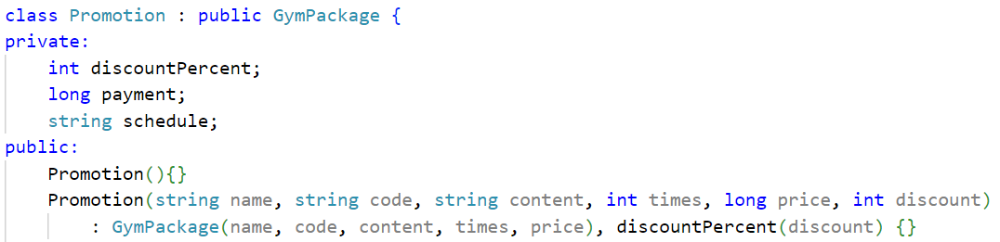 class Promotion : public GymPackage {
private:
    int discountPercent;
    long payment;
    string schedule;
public:
    Promotion(){}
    Promotion(string name, string code, string content, int times, long price, int discount)
        : GymPackage(name, code, content, times, price), discountPercent(discount) {}